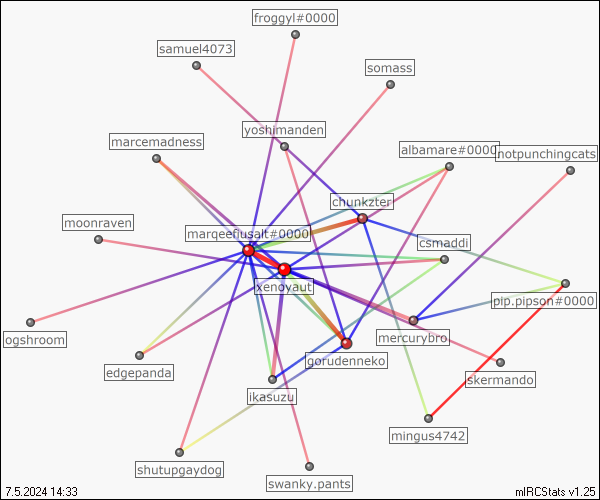 froggyl#0000
samuel4073
somass
yoshimanden
marcemadness
albamare#0000
notpunchingcats
chunkzter
moonraven
marqeeflusalt#0000
csmaddi
xenoyaut
pip.pipson#0000
ogshroom
mercurybro
gorudenneko
edgepanda
skermando
ikasuzu
mingus4742
shutupgaydog
swanky.pants
7.5.2024 14:33
mIRCStats v1.25